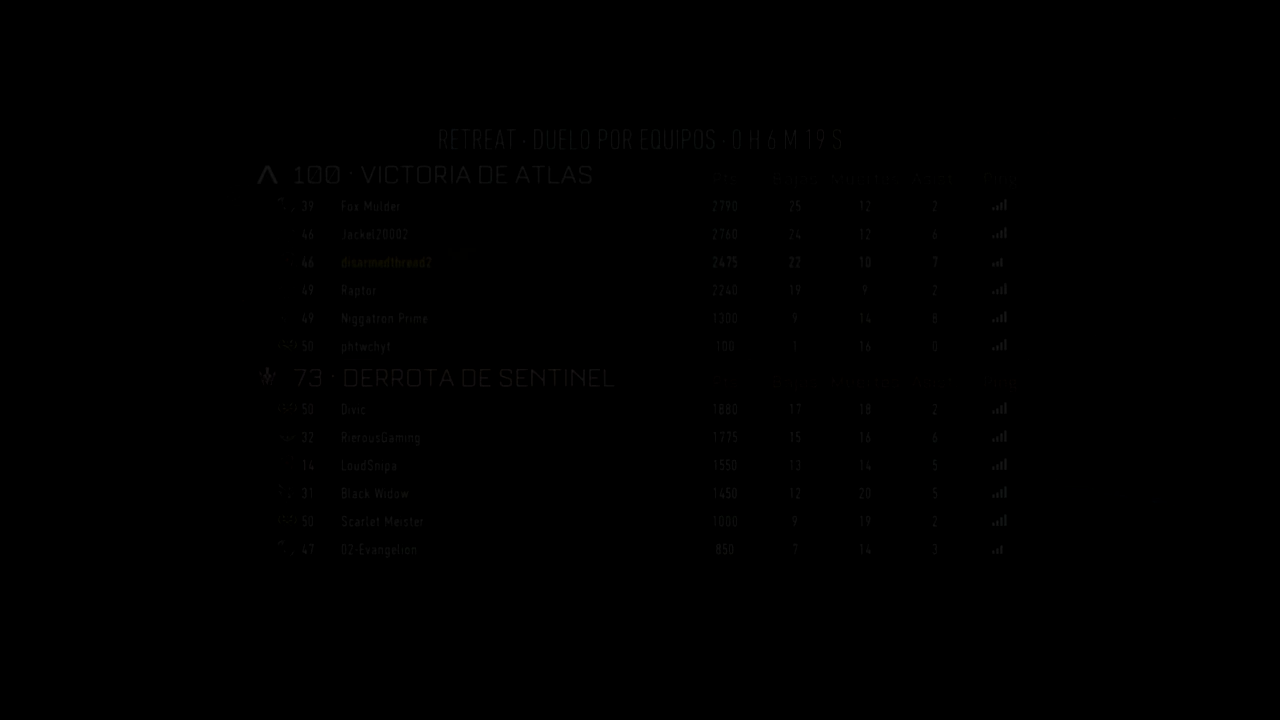 RETREAT · DUELO POR EQUIPOS · 0 H 6 M 19 S
100 · VICTORIA DE ATLAS
39 Fox Mulder 2790 25 12 2
46 Jackel20002 2760 24 12 6
46 disarmedthread2 2475 22 10 7
49 Raptor 2240 19 9 2
49 Niggatron Prime 1300 9 14 8
50 phtwchyt 100 1 16 0
73 · DERROTA DE SENTINEL
50 Divic 1880 17 18 2
32 RierousGaming 1775 15 16 6
14 LoudSnipa 1550 13 14 5
31 Black Widow 1450 12 20 5
50 Scarlet Meister 1000 9 19 2
47 02-Evangelion 850 7 14 3